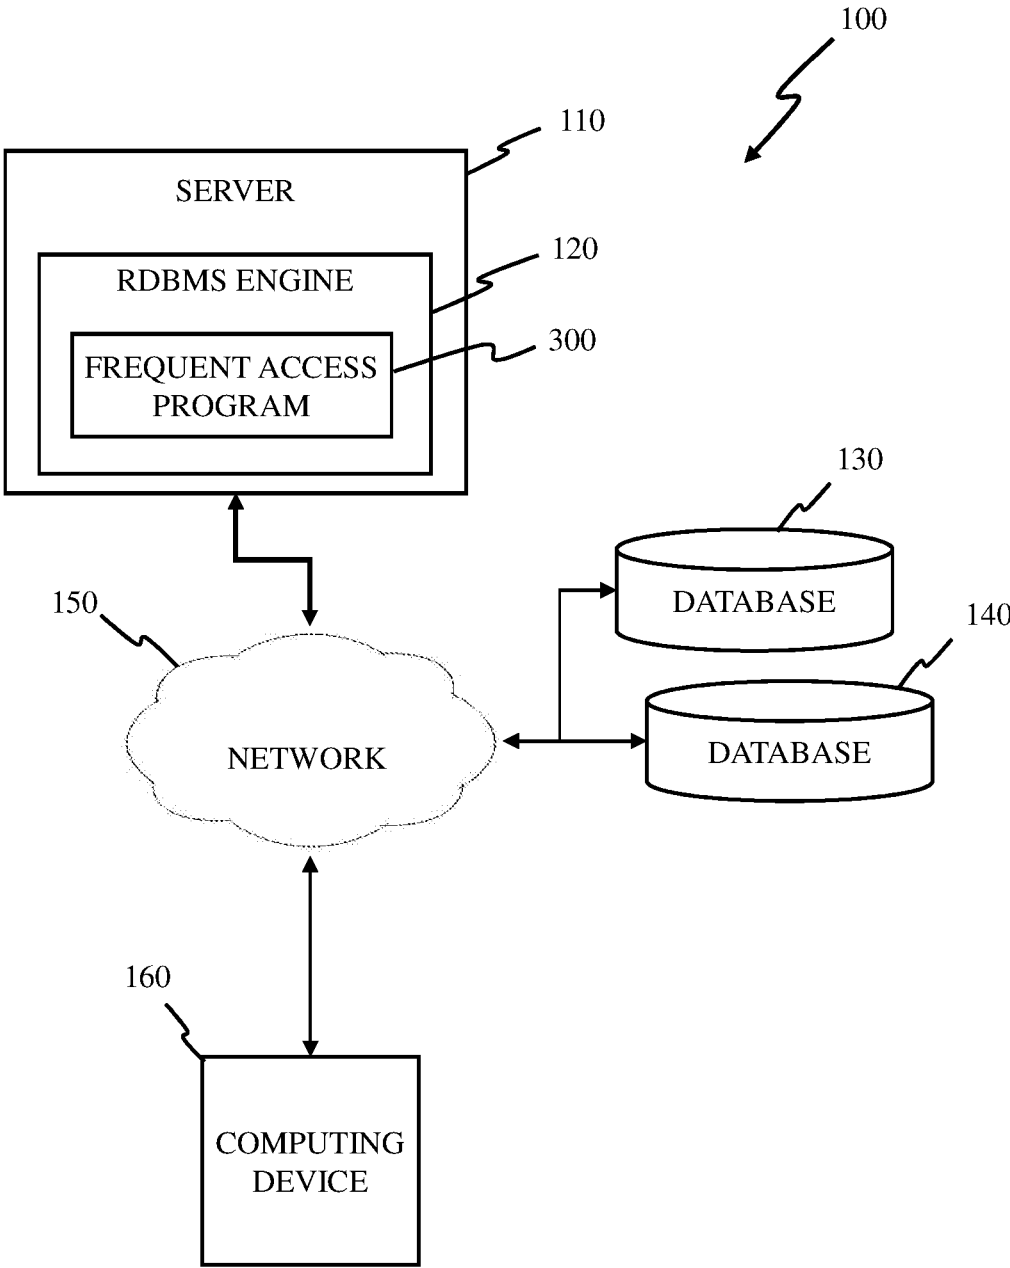 100
110
SERVER
120
RDBMS ENGINE
300
FREQUENT ACCESS
PROGRAM
130
DATABASE
150
140
NETWORK
DATABASE
160
COMPUTING
DEVICE